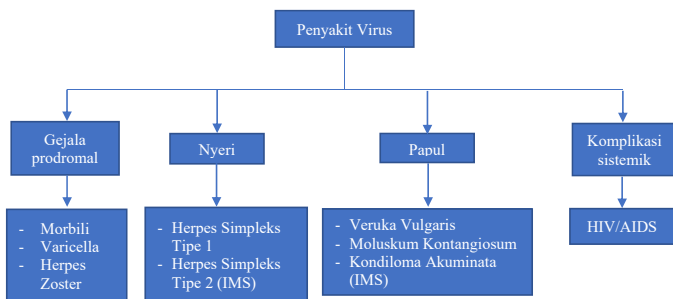 Penyakit Virus
Gejala
prodromal
Nyeri
Papul
Komplikasi
sistemik
- Morbili
- Varicella
- Herpes
Zoster
- Herpes Simpleks
Tipe 1
- Herpes Simpleks
Tipe 2 (IMS)
- Veruka Vulgaris
- Moluskum Kontangiosum
- Kondiloma Akuminata
(IMS)
HIV/AIDS